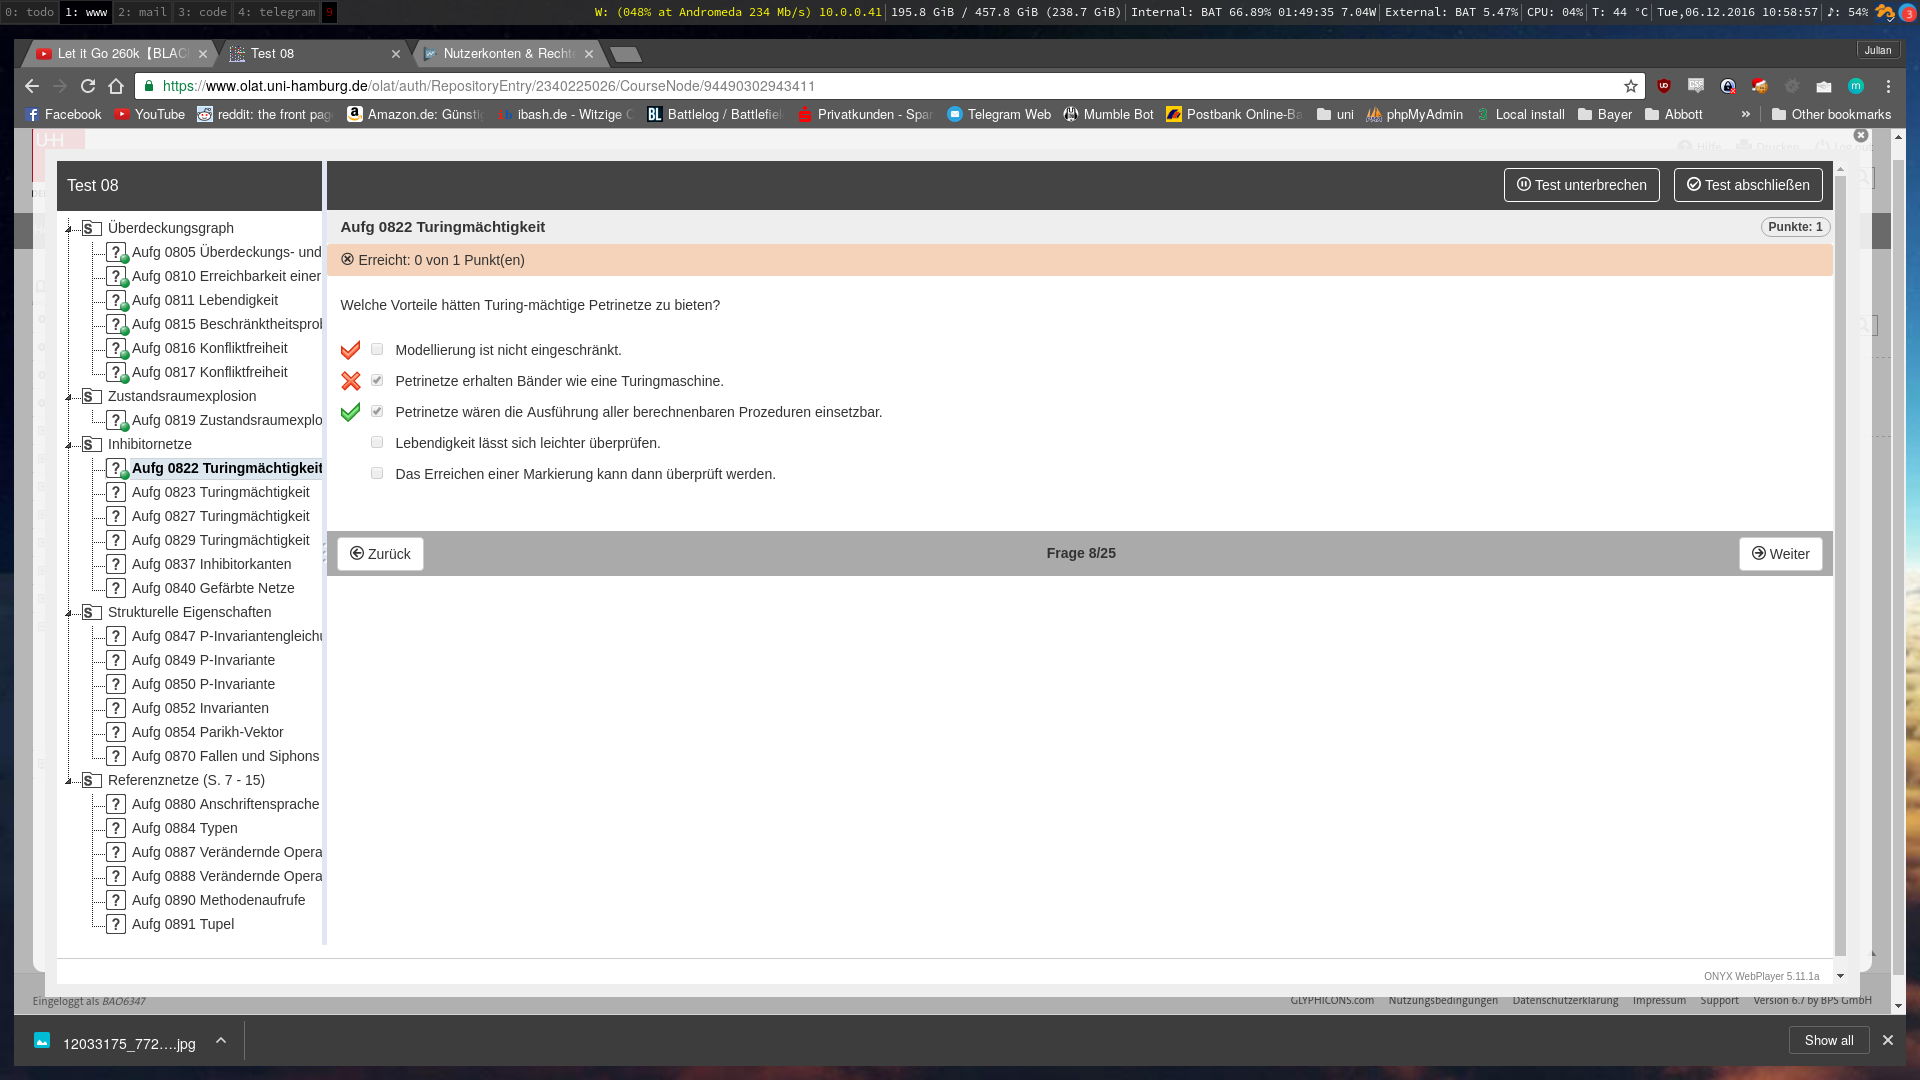 0: todo 1: www 2: mail 3: code 4: telegram 9
W: (048% at Andromeda 234 Mb/s) 10.0.0.41 195.8 GiB / 457.8 GiB (238.7 GiB) Internal: BAT 66.89% 01:49:35 7.04W External: BAT 5.47% CPU: 04% T: 44 °C Tue,06.12.2016 10:58:57 ♪: 54% 3
Let it Go 260k【BLAC Test 08 Nutzerkonten & Recht Julian
https://www.olat.uni-hamburg.de/olat/auth/RepositoryEntry/2340225026/CourseNode/94490302943411
Facebook YouTube reddit: the front pag Amazon.de: Günsti ibash.de - Witzige Battlelog / Battlefiel Privatkunden - Spar Telegram Web Mumble Bot Postbank Online-Ba uni phpMyAdmin Local install Bayer Abbott » Other bookmarks
Hilfe Drucken
Test 08
Test unterbrechen Test abschließen
Überdeckungsgraph
Aufg 0805 Überdeckungs- und
Aufg 0810 Erreichbarkeit einer
Aufg 0811 Lebendigkeit
Aufg 0815 Beschränktheitsprol
Aufg 0816 Konfliktfreiheit
Aufg 0817 Konfliktfreiheit
Zustandsraumexplosion
Aufg 0819 Zustandsraumexplo
Inhibitornetze
Aufg 0822 Turingmächtigkeit
Aufg 0823 Turingmächtigkeit
Aufg 0827 Turingmächtigkeit
Aufg 0829 Turingmächtigkeit
Aufg 0837 Inhibitorkanten
Aufg 0840 Gefärbte Netze
Strukturelle Eigenschaften
Aufg 0847 P-Invariantengleichu
Aufg 0849 P-Invariante
Aufg 0850 P-Invariante
Aufg 0852 Invarianten
Aufg 0854 Parikh-Vektor
Aufg 0870 Fallen und Siphons
Referenznetze (S. 7 - 15)
Aufg 0880 Anschriftensprache
Aufg 0884 Typen
Aufg 0887 Verändernde Opera
Aufg 0888 Verändernde Opera
Aufg 0890 Methodenaufrufe
Aufg 0891 Tupel
Aufg 0822 Turingmächtigkeit Punkte: 1
Erreicht: 0 von 1 Punkt(en)
Welche Vorteile hätten Turing-mächtige Petrinetze zu bieten?
Modellierung ist nicht eingeschränkt.
Petrinetze erhalten Bänder wie eine Turingmaschine.
Petrinetze wären die Ausführung aller berechnenbaren Prozeduren einsetzbar.
Lebendigkeit lässt sich leichter überprüfen.
Das Erreichen einer Markierung kann dann überprüft werden.
Zurück Frage 8/25 Weiter
ONYX WebPlayer 5.11.1a
Eingeloggt als BAO6347
GLYPHICONS.com Nutzungsbedingungen Datenschutzerklärung Impressum Support Version 6.7 by BPS GmbH
12033175_772….jpg Show all